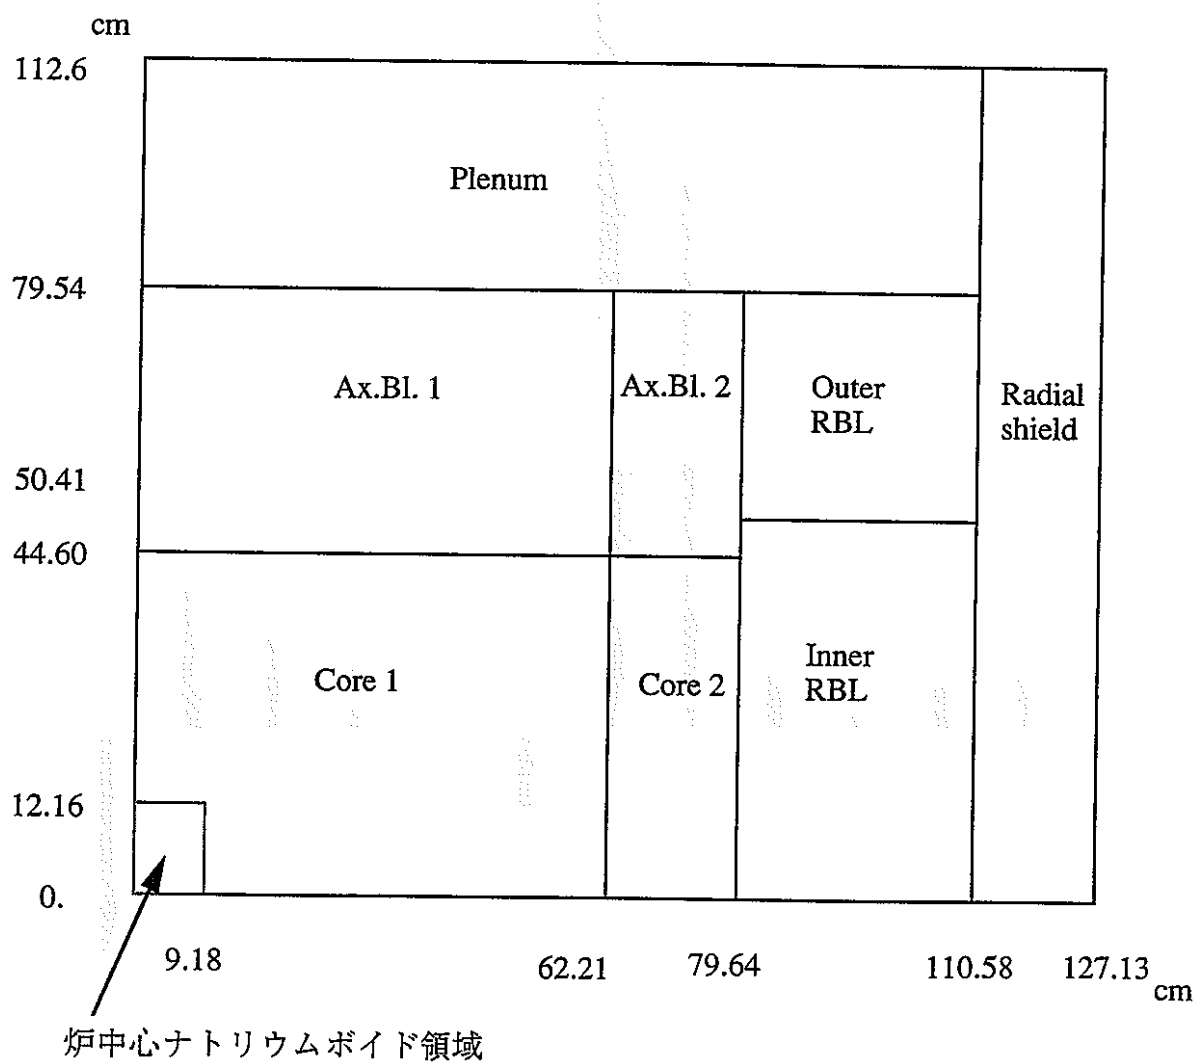 cm
112.6
Plenum
79.54
Ax.Bl. 1
Ax.Bl. 2
Outer
RBL
Radial
shield
50.41
44.60
Core 1
Core 2
Inner
RBL
12.16
0.
9.18
62.21
79.64
110.58
127.13
cm
炉中心ナトリウムボイド領域